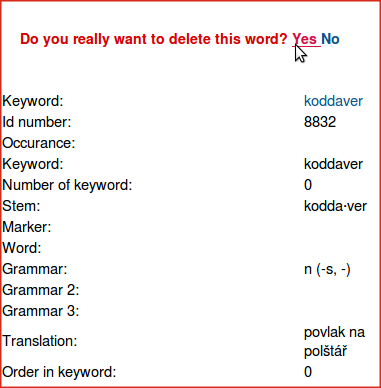 Do you really want to delete this word? Yes No
Keyword: koddaver
Id number: 8832
Occurance:
Keyword: koddaver
Number of keyword: 0
Stem: kodda·ver
Marker:
Word:
Grammar: n (-s, -)
Grammar 2:
Grammar 3:
Translation: povlak na
polštář
Order in keyword: 0